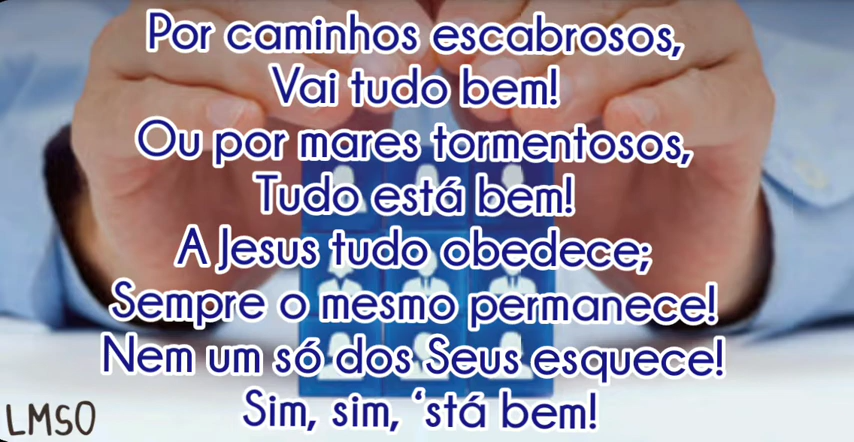 Por caminhos escabrosos,
Vai tudo bem!
Ou por mares tormentosos,
Tudo está bem!
A Jesus tudo obedece;
Sempre o mesmo permanece!
Nem um só dos Seus esquece!
Sim, sim, ‘stá bem!
LMSO